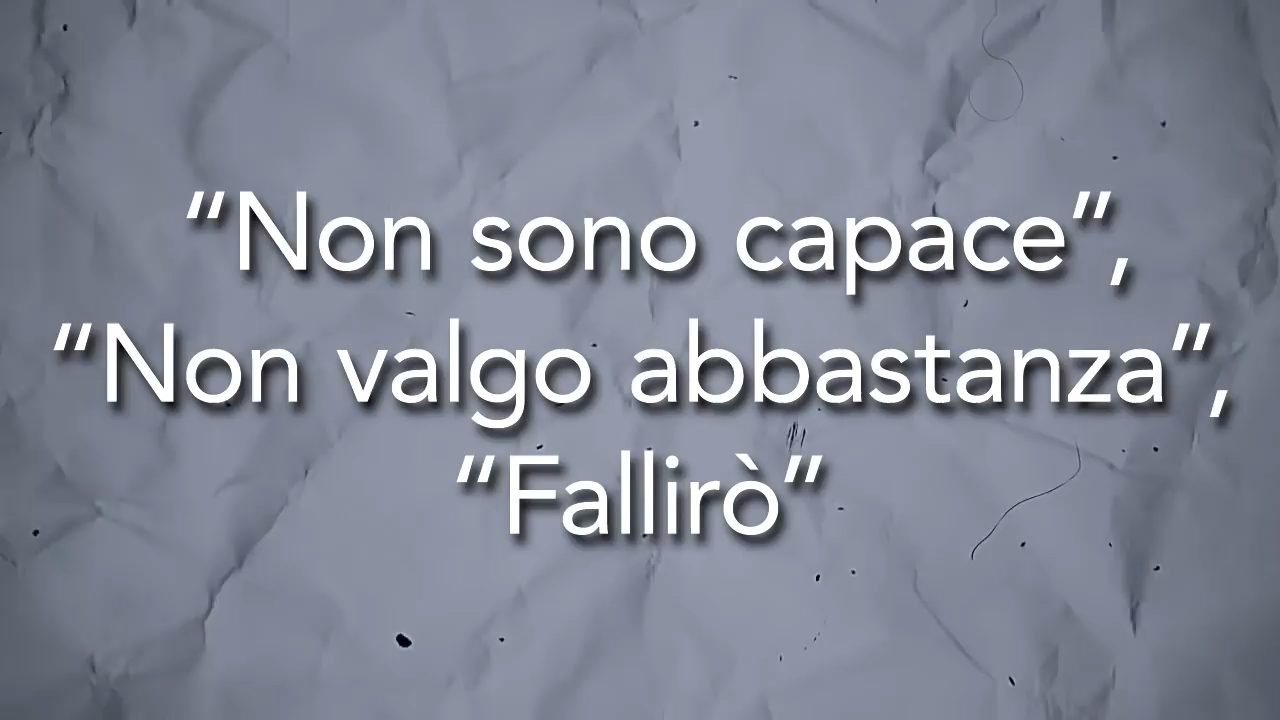 “Non sono capace”,
“Non valgo abbastanza”,
“Fallirò”